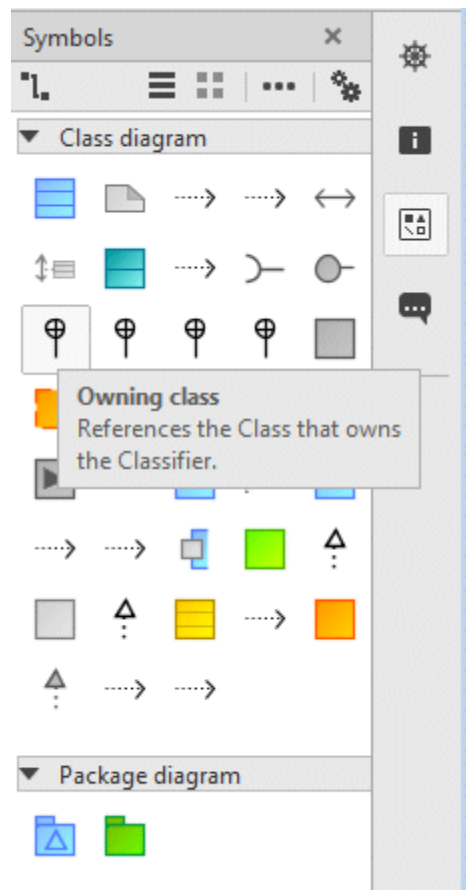 Symbols
Class diagram
Owning class
References the Class that owns
the Classifier.
Package diagram